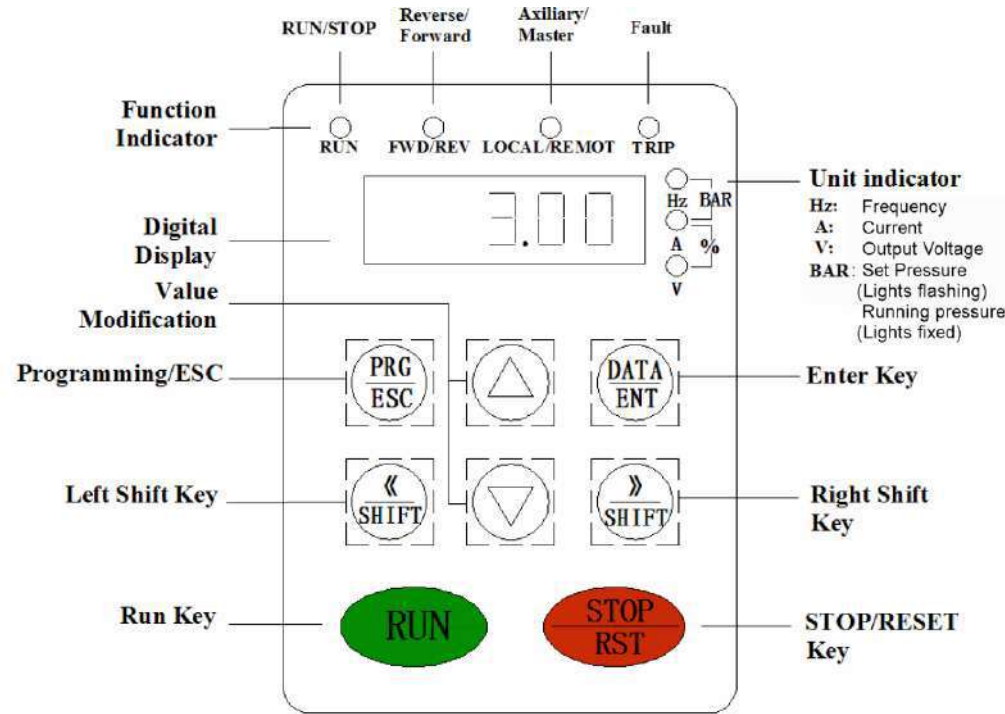 RUN/STOP
Reverse/
Forward
Axiliary/
Master
Fault
Function
Indicator
RUN
FWD/REV
LOCAL/REMOT
TRIP
Hz
BAR
A
%
V
Unit indicator
Hz: Frequency
A: Current
V: Output Voltage
BAR: Set Pressure
(Lights flashing)
Running pressure
(Lights fixed)
Digital
Display
3.00
Value
Modification
Programming/ESC
PRG
ESC
DATA
ENT
Enter Key
Left Shift Key
《
SHIFT
》
SHIFT
Right Shift
Key
Run Key
RUN
STOP
RST
STOP/RESET
Key